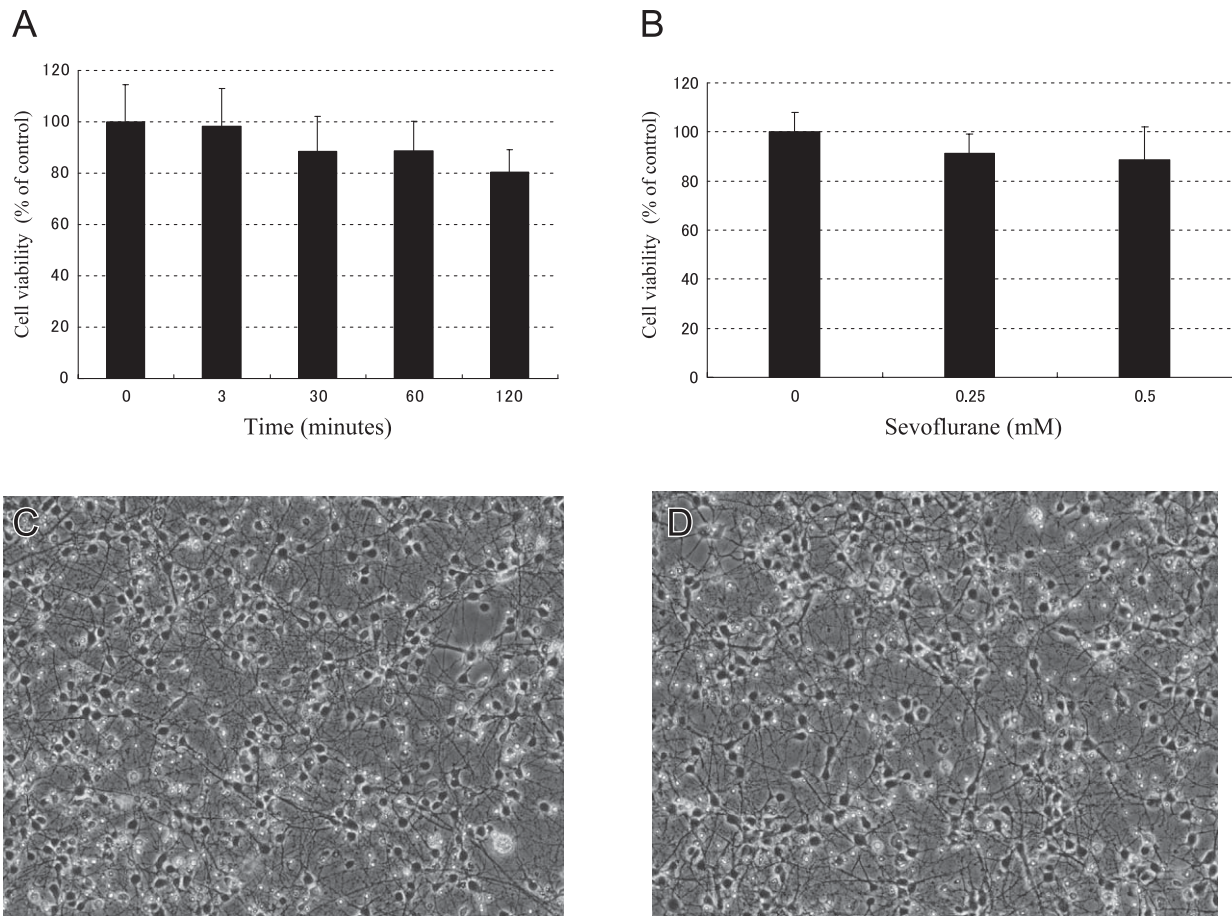 A
120
100
80
60
40
20
0
Cell viability (% of control)
0 3 30 60 120
Time (minutes)
B
120
100
80
60
40
20
0
Cell viability (% of control)
0 0.25 0.5
Sevoflurane (mM)
C
D